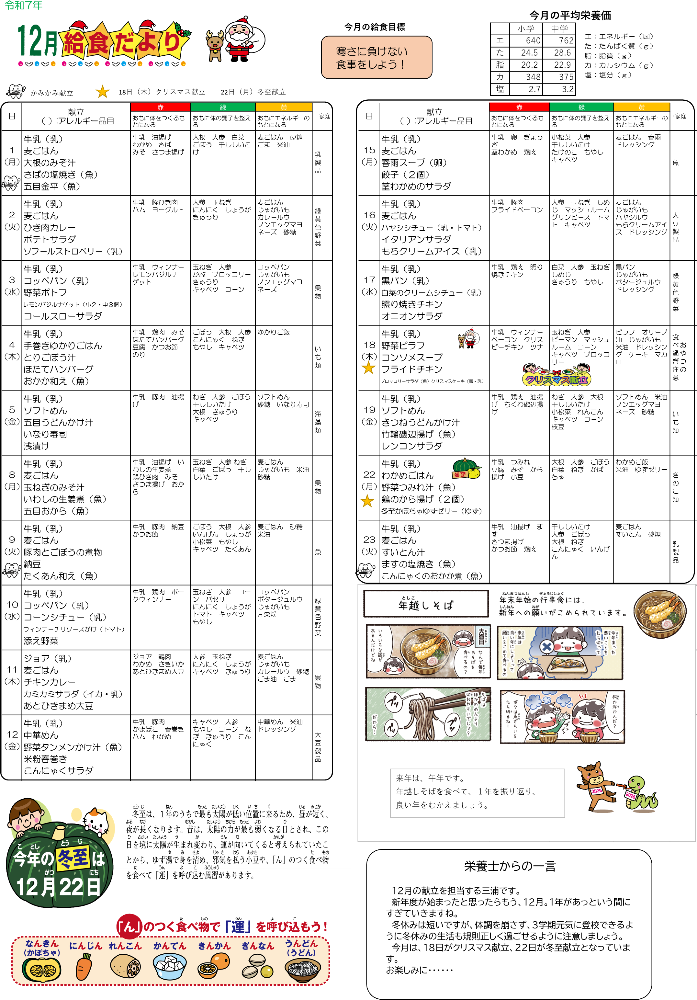 令和7年
12月給食だより
今月の給食目標
寒さに負けない
食事をしよう！
今月の平均栄養価
小学 中学
エ 640 762
た 24.5 28.6
脂 20.2 22.9
カ 348 375
塩 2.7 3.2
エ：エネルギー（㎉）
た：たんぱく質（ｇ）
脂：脂質（ｇ）
カ：カルシウム（ｇ）
塩：塩分（ｇ）
かみかみ献立
18日（木）クリスマス献立　22日（月）冬至献立
日
献立
（ ）:アレルギー品目
赤
おもに体をつくるも
とになる
緑
おもに体の調子を整え
る
黄
おもにエネルギーの
もとになる
+家庭
1
（月）
牛乳（乳）
麦ごはん
大根のみそ汁
さばの塩焼き（魚）
五目金平（魚）
牛乳　油揚げ
わかめ　さば
みそ　さつま揚げ
大根　人参　白菜
ごぼう　干ししいた
け
麦ごはん　砂糖
ごま　米油
乳製品
2
（火）
牛乳（乳）
麦ごはん
ひき肉カレー
ポテトサラダ
ソフールストロベリー（乳）
牛乳　豚ひき肉
ハム　ヨーグルト
人参　玉ねぎ
にんにく　しょうが
きゅうり
麦ごはん
じゃがいも
カレールウ
ノンエッグマヨ
ネーズ　砂糖
緑黄色野菜
3
（水）
牛乳（乳）
コッペパン（乳）
野菜ポトフ
レモンバジルナゲット（小２・中３個）
コールスローサラダ
牛乳　ウィンナー
レモンバジルナ
ゲット
玉ねぎ　人参
かぶ　ブロッコリー
きゅうり
キャベツ　コーン
コッペパン
じゃがいも
ノンエッグマヨ
ネーズ
果物
4
（木）
牛乳（乳）
手巻きゆかりごはん
とりごぼう汁
ほたてハンバーグ
おかか和え（魚）
牛乳　鶏肉　みそ
ほたてハンバーグ
豆腐　かつお節
のり
ごぼう　大根　人参
こんにゃく　ねぎ
もやし　キャベツ
ゆかりご飯
いも類
5
（金）
牛乳（乳）
ソフトめん
五目うどんかけ汁
いなり寿司
浅漬け
牛乳　豚肉　油揚
げ
ねぎ　人参　ごぼう
干ししいたけ
大根　きゅうり
キャベツ
ソフトめん
砂糖　いなり寿司
海藻類
8
（月）
牛乳（乳）
麦ごはん
玉ねぎのみそ汁
いわしの生姜煮（魚）
五目おから（魚）
牛乳　油揚げ　い
わしの生姜煮
鶏ひき肉　みそ
さつま揚げ　おか
ら
玉ねぎ　人参 ねぎ
白菜　ごぼう　干し
しいたけ
麦ごはん
じゃがいも　米油
砂糖
果物
9
（火）
牛乳（乳）
麦ごはん
豚肉とごぼうの煮物
納豆
たくあん和え（魚）
牛乳　豚肉　納豆
かつお節
ごぼう　大根　人参
いんげん　しょうが
小松菜　もやし
キャベツ　たくあん
麦ごはん　砂糖
米油
魚
10
（水）
牛乳（乳）
コッペパン（乳）
コーンシチュー（乳）
ウィンナーチリソースがけ（トマト）
添え野菜
牛乳　鶏肉　ポー
クウィンナー
玉ねぎ　人参　コー
ン　パセリ
にんにく　しょうが
トマト　キャベツ
もやし
コッペパン
ポタージュルウ
じゃがいも
片栗粉
緑黄色野菜
11
（木）
ジョア（乳）
麦ごはん
チキンカレー
カミカミサラダ（イカ・乳）
あとひきまめ大豆
ジョア　鶏肉
わかめ　さきいか
あとひきまめ大豆
人参　玉ねぎ
にんにく　しょうが
キャベツ　きゅうり
麦ごはん
じゃがいも
カレールウ　砂糖
ごま油　ごま
果物
12
（金）
牛乳（乳）
中華めん
野菜タンメンかけ汁（魚）
米粉春巻き
こんにゃくサラダ
牛乳　豚肉
かまぼこ　春巻き
ハム　わかめ
キャベツ　人参
もやし　コーン　ね
ぎ　きゅうり　こん
にゃく
中華めん　米油
ドレッシング
大豆製品
日
献立
（ ）:アレルギー品目
赤
おもに体をつくるも
とになる
緑
おもに体の調子を整え
る
黄
おもにエネルギーの
もとになる
+家庭
15
（月）
牛乳（乳）
麦ごはん
春雨スープ（卵）
餃子（２個）
茎わかめのサラダ
牛乳　卵　ぎょう
ざ
茎わかめ　鶏肉
小松菜　人参
干ししいたけ
たけのこ　もやし
キャベツ
麦ごはん　春雨
ドレッシング
魚
16
（火）
牛乳（乳）
麦ごはん
ハヤシシチュー（乳・トマト）
イタリアンサラダ
もちクリームアイス（乳）
牛乳　豚肉
フライドベーコン
人参　玉ねぎ　しめ
じ　マッシュルーム
グリンピース　トマ
ト　キャベツ
麦ごはん
じゃがいも
ハヤシルウ
もちクリームアイ
ス　ドレッシング
大豆製品
17
（水）
牛乳（乳）
黒パン（乳）
白菜のクリームシチュー（乳）
照り焼きチキン
オニオンサラダ
牛乳　鶏肉　照り
焼きチキン
白菜　人参　玉ねぎ
しめじ
きゅうり　もやし
黒パン
じゃがいも
ポタージュルウ
ドレッシング
緑黄色野菜
18
（木）
牛乳（乳）
野菜ピラフ
コンソメスープ
フライドチキン
ブロッコリーサラダ（魚）クリスマスケーキ（卵・乳）
牛乳　ウィンナー
ベーコン　クリス
ピーチキン　ツナ
玉ねぎ　人参
ピーマン　マッシュ
ルーム　コーン
キャベツ　ブロッコ
リー
クリスマス献立
ピラフ　オリーブ
油　じゃがいも
米油　ドレッシン
グ　ケーキ　マカ
ロニ
おやつの
食べ過ぎ注意
19
（金）
牛乳（乳）
ソフトめん
きつねうどんかけ汁
竹輪磯辺揚げ（魚）
レンコンサラダ
牛乳　鶏肉　油揚
げ　ちくわ磯辺揚
げ
ねぎ　人参　大根
干ししいたけ
小松菜　れんこん
キャベツ　コーン
枝豆
ソフトめん　米油
ノンエッグマヨ
ネーズ　砂糖
いも類
22
（月）
牛乳（乳）
わかめごはん
野菜つみれ汁（魚）
鶏のから揚げ（２個）
冬至かぼちゃゆずゼリー（ゆず）
冬至
牛乳　つみれ
豆腐　みそ　から
揚げ　小豆
大根　人参　ごぼう
白菜　ねぎ　かぼ
ちゃ
わかめご飯
米油　ゆずゼリー
きのこ類
23
（火）
牛乳（乳）
麦ごはん
すいとん汁
ますの塩焼き（魚）
こんにゃくのおかか煮（魚）
牛乳　油揚げ　ま
す
さつま揚げ
かつお節　鶏肉
干ししいたけ
人参　ごぼう
大根　ねぎ
こんにゃく　いんげ
ん
麦ごはん
すいとん　砂糖
乳製品
年越しそば
年末年始の行事食には、
新年への願いがこめられています。
大晦日
なんで毎年
おそばを
食べるの？
いろいろな説が
あるんだけどね
今年あった
悪いことを
たち切って
来年は
良い年にしようって
願いをこめて食べるの
そばは
ほかのめんより
切れやすいでしょ？
プッ
プッ
プッ
だから…
何か浮かんだ？
ブンブン
ボクは魚ぎらいを
たち切るね！
来年は、午年です。
年越しそばを食べて、１年を振り返り、
良い年をむかえましょう。
2026
2025
今年の冬至は
12月22日
冬至は、１年のうちで最も太陽が低い位置に来るため、昼が短く、
夜が長くなります。昔は、太陽の力が最も弱くなる日とされ、この
日を境に太陽が生まれ変わり、運が向いてくると考えられていたこ
とから、ゆず湯で身を清め、邪気を払う小豆や、「ん」のつく食べ物
を食べて「運」を呼び込む風習があります。
「ん」のつく食べ物で「運」を呼び込もう！
なんきん にんじん れんこん かんてん きんかん ぎんなん うんどん
（かぼちゃ） （うどん）
栄養士からの一言
12月の献立を担当する三浦です。
新年度が始まったと思ったらもう、12月。1年があっという間に
すぎていきますね。
冬休みは短いですが、体調を崩さず、3学期元気に登校できるよ
うに冬休みの生活も規則正しく過ごせるように注意しましょう。
今月は、18日がクリスマス献立、22日が冬至献立となっていま
す。
お楽しみに・・・・・・